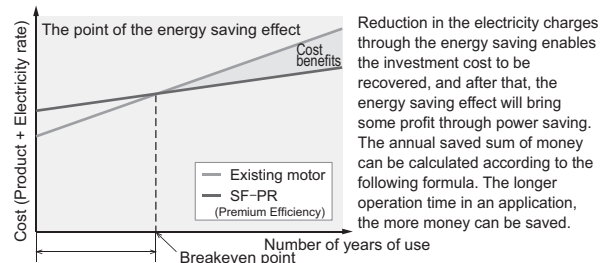 The point of the energy saving effect
Cost (Product + Electricity rate)
Cost
benefits
Existing motor
SF-PR
(Premium Efficiency)
Number of years of use
Breakeven point
Reduction in the electricity charges
through the energy saving enables
the investment cost to be
recovered, and after that, the
energy saving effect will bring
some profit through power saving.
The annual saved sum of money
can be calculated according to the
following formula. The longer
operation time in an application,
the more money can be saved.